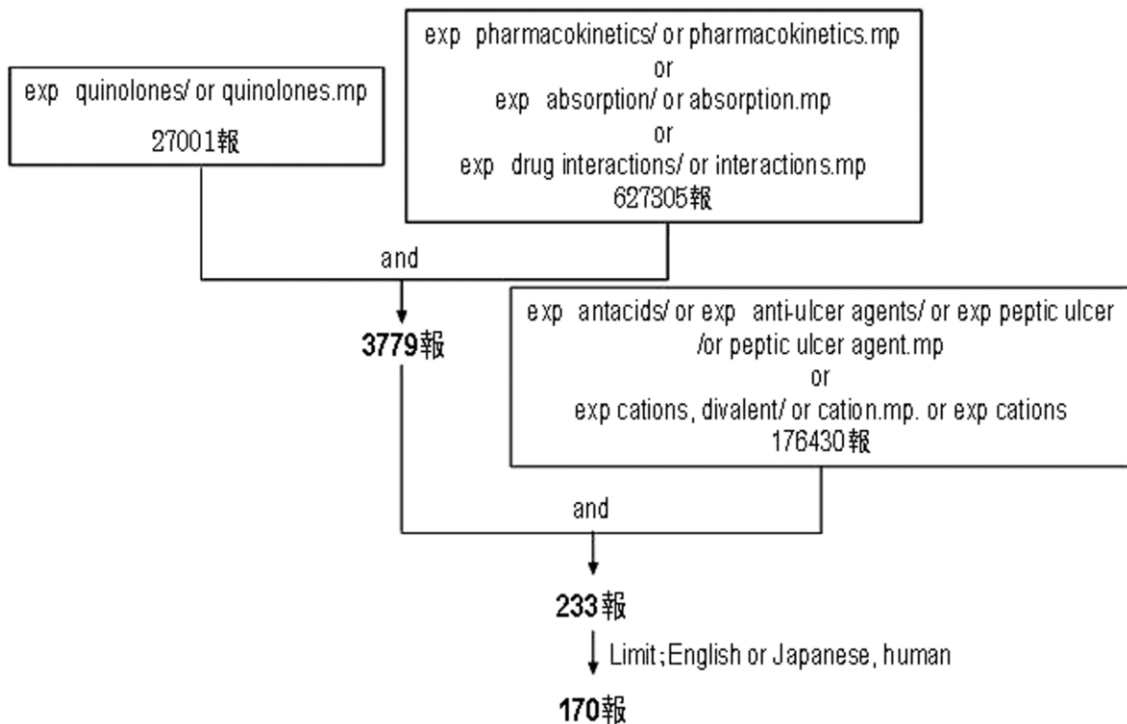 exp quinolones/ or quinolones.mp
27001報
exp pharmacokinetics/ or pharmacokinetics.mp
or
exp absorption/ or absorption.mp
or
exp drug interactions/ or interactions.mp
627305報
and
3779報
exp antacids/ or exp anti-ulcer agents/ or exp peptic ulcer
/or peptic ulcer agent.mp
or
exp cations, divalent/ or cation.mp. or exp cations
176430報
and
233報
Limit;English or Japanese, human
170報